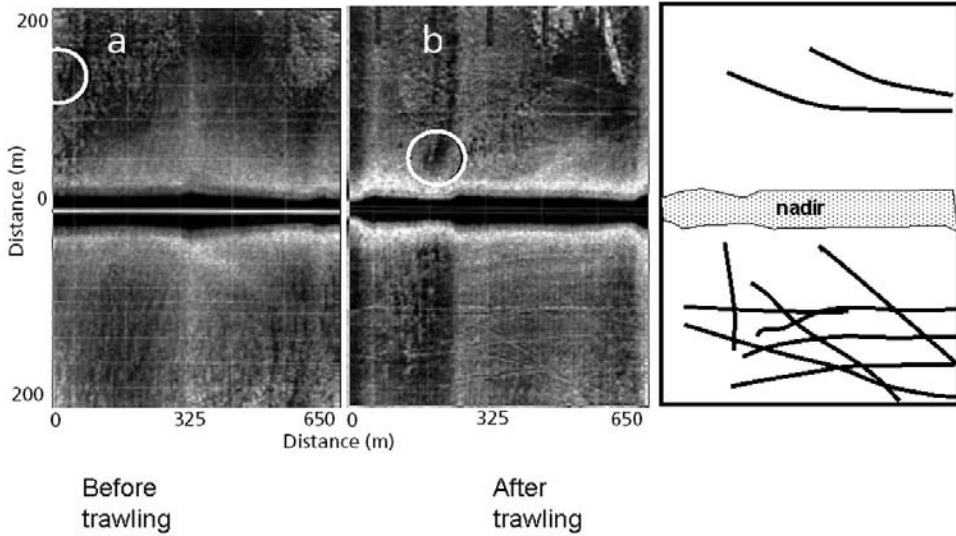 200
a
b
Distance (m)
0
nadir
200
0
325
650
0
325
650
Distance (m)
Before
trawling
After
trawling